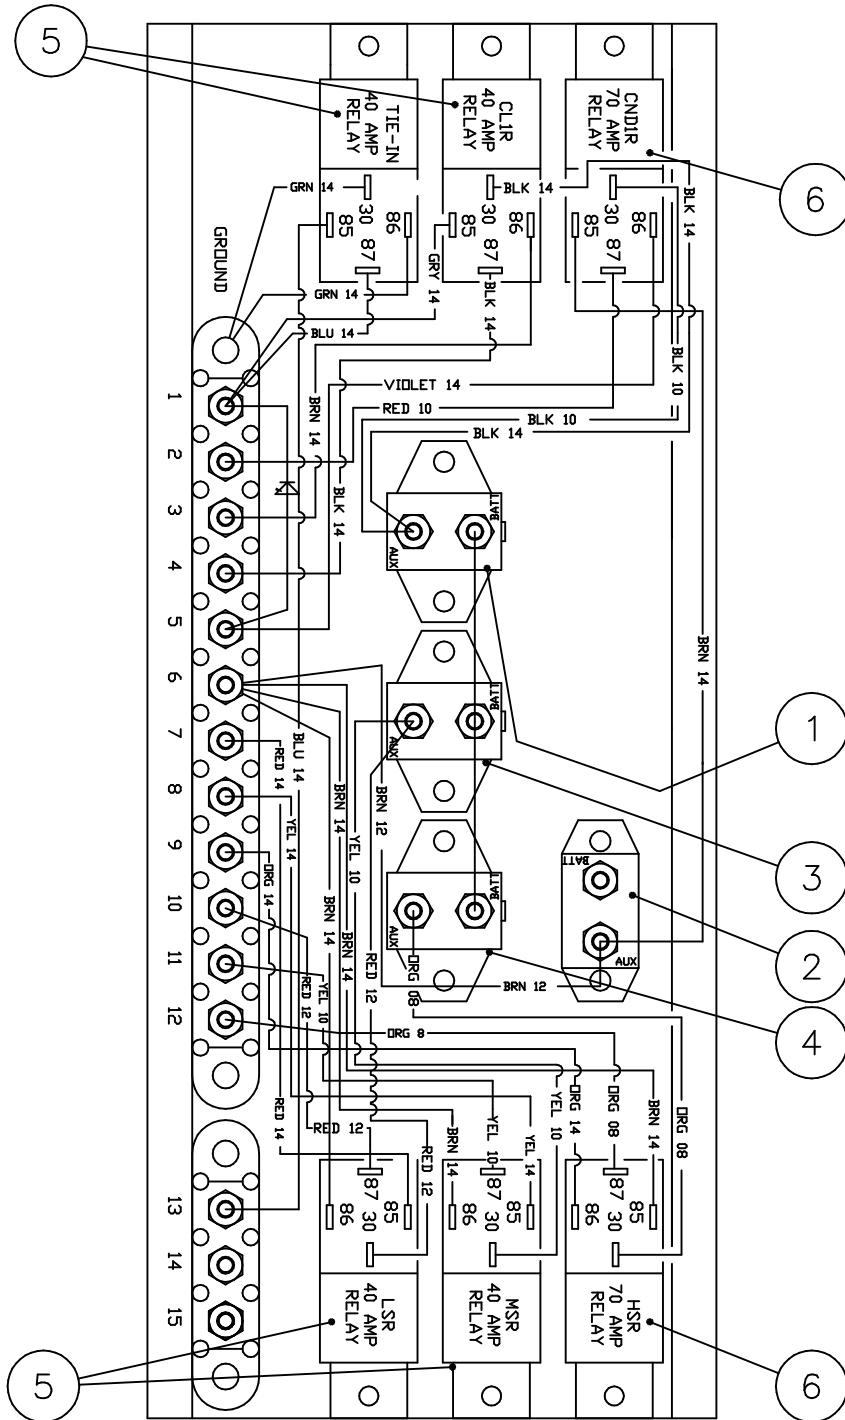 5
TIE-IN
40 AMP
RELAY
CL1R
40 AMP
RELAY
CND1R
70 AMP
RELAY
6
GRN 14
BLK 14
BLK 14
30
85
86
87
30
85
86
87
30
85
86
87
GROUND
GRY 14
GRN 14
BLK 14
BLU 14
BLK 10
VIOLET 14
RED 10
BLK 10
BLK 14
BRN 14
BLK 14
BATT
AUX
1
2
3
4
5
6
7
8
9
10
11
12
BRN 14
BATT
AUX
1
BLU 14
RED 14
BRN 14
BRN 12
YEL 14
YEL 10
3
BATT
AUX
BATT
AUX
2
4
ORG 14
BRN 14
BRN 14
RED 12
ORG 08
BRN 12
RED 12
YEL 10
ORG 8
RED 14
RED 12
BRN 14
RED 12
YEL 10
YEL 14
YEL 10
ORG 14
ORG 08
BRN 14
ORG 08
87
85
86
30
87
85
86
30
87
85
86
30
13
14
15
LSR
40 AMP
RELAY
MSR
40 AMP
RELAY
HSR
70 AMP
RELAY
5
6